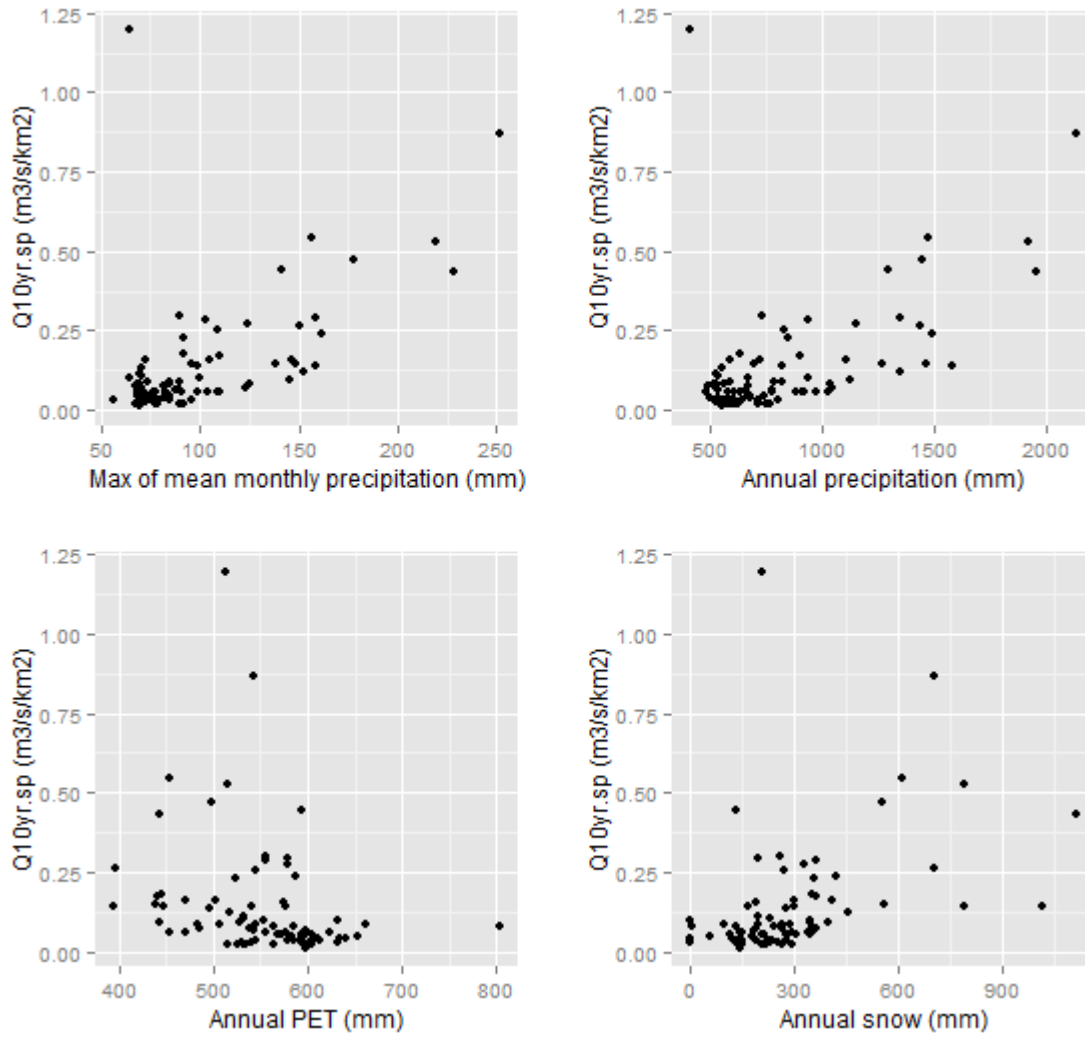 1.25
1.00
0.75
0.50
0.25
0.00
Q10yr.sp (m3/s/km2)
50 100 150 200 250
Max of mean monthly precipitation (mm)
1.25
1.00
0.75
0.50
0.25
0.00
Q10yr.sp (m3/s/km2)
500 1000 1500 2000
Annual precipitation (mm)
1.25
1.00
0.75
0.50
0.25
0.00
Q10yr.sp (m3/s/km2)
400 500 600 700 800
Annual PET (mm)
1.25
1.00
0.75
0.50
0.25
0.00
Q10yr.sp (m3/s/km2)
0 300 600 900
Annual snow (mm)